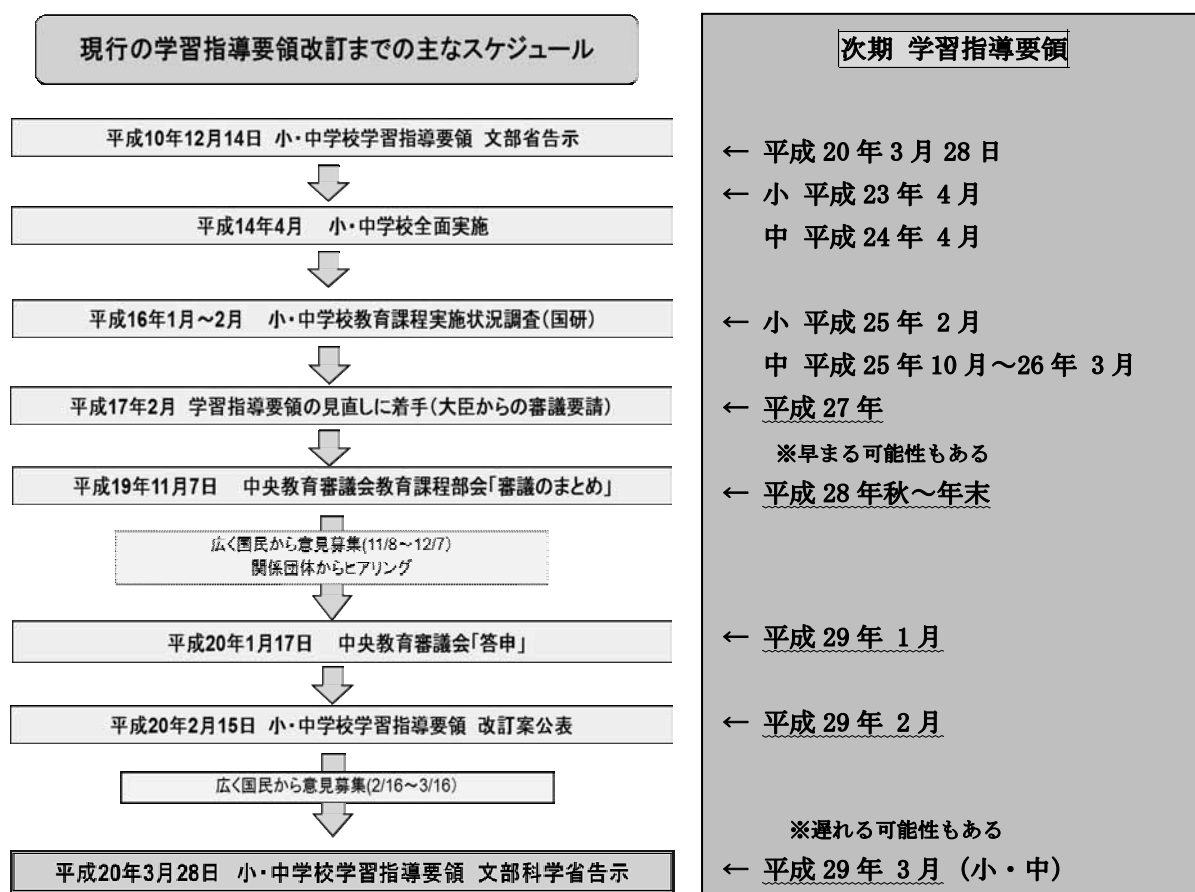 現行の学習指導要領改訂までの主なスケジュール
平成10年12月14日 小・中学校学習指導要領 文部省告示
平成14年4月 小・中学校全面実施
平成16年1月～2月 小・中学校教育課程実施状況調査(国研)
平成17年2月 学習指導要領の見直しに着手(大臣からの審議要請)
平成19年11月7日 中央教育審議会教育課程部会「審議のまとめ」
広く国民から意見募集(11/8～12/7)
関係団体からヒアリング
平成20年1月17日 中央教育審議会「答申」
平成20年2月15日 小・中学校学習指導要領 改訂案公表
広く国民から意見募集(2/16～3/16)
平成20年3月28日 小・中学校学習指導要領 文部科学省告示
次期 学習指導要領
← 平成 20 年 3 月 28 日
← 小 平成 23 年 4 月
中 平成 24 年 4 月
← 小 平成 25 年 2 月
中 平成 25 年 10 月～26 年 3 月
← 平成 27 年
※早まる可能性もある
← 平成 28 年秋～年末
← 平成 29 年 1 月
← 平成 29 年 2 月
※遅れる可能性もある
← 平成 29 年 3 月（小・中）